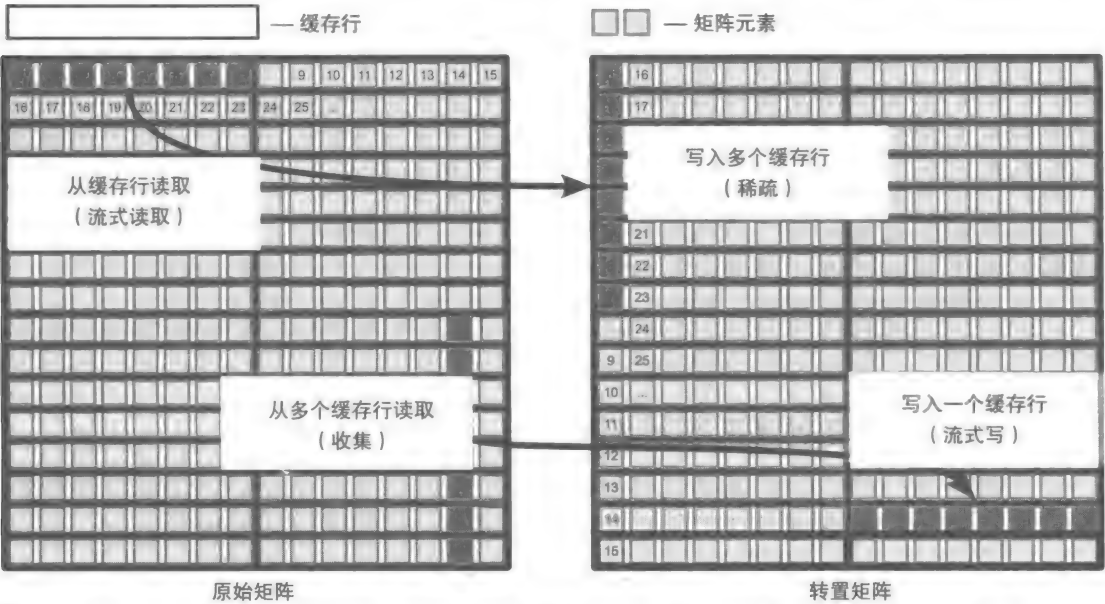 — 缓存行
— 矩阵元素
9 10 11 12 13 14 15
16 17 18 19 20 21 22 23 24 25 ...
从缓存行读取
(流式读取)
从多个缓存行读取
(收集)
原始矩阵
16
17
写入多个缓存行
(稀疏)
21
22
23
24
9 25
10 ...
11
12
13
14
15
写入一个缓存行
(流式写)
转置矩阵